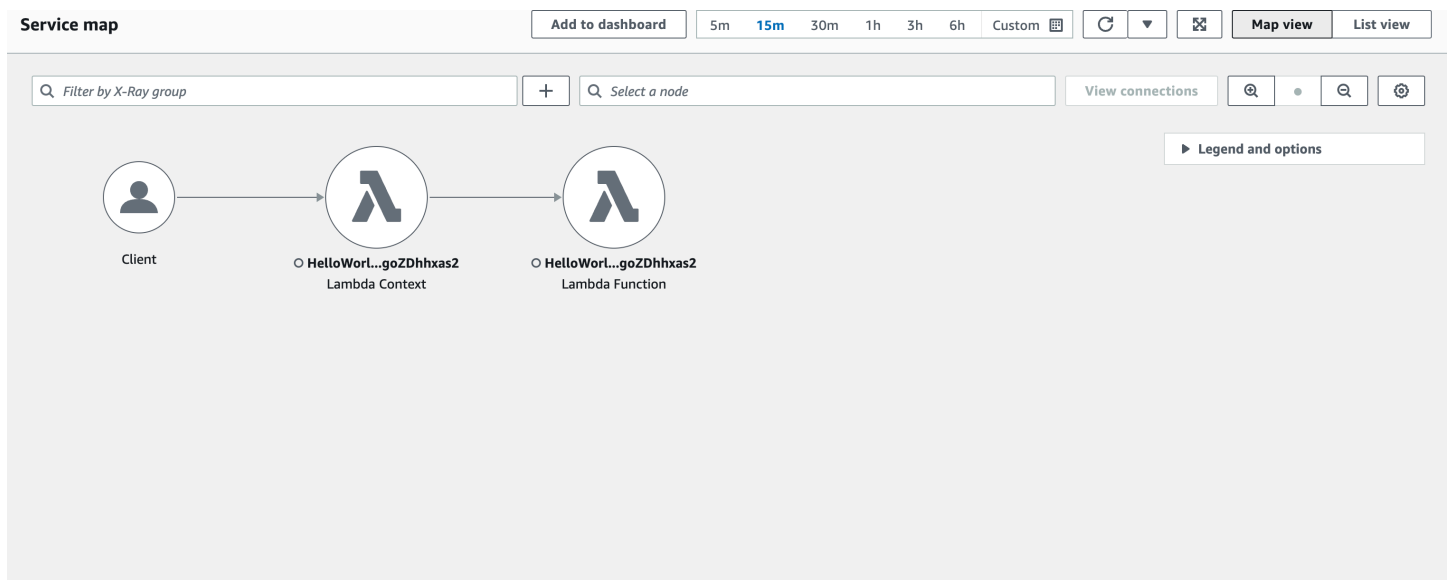 Service map
Add to dashboard
5m 15m 30m 1h 3h 6h Custom
Map view
List view
Filter by X-Ray group
Select a node
View connections
Legend and options
Client
HelloWorl...goZDhhxas2
Lambda Context
HelloWorl...goZDhhxas2
Lambda Function